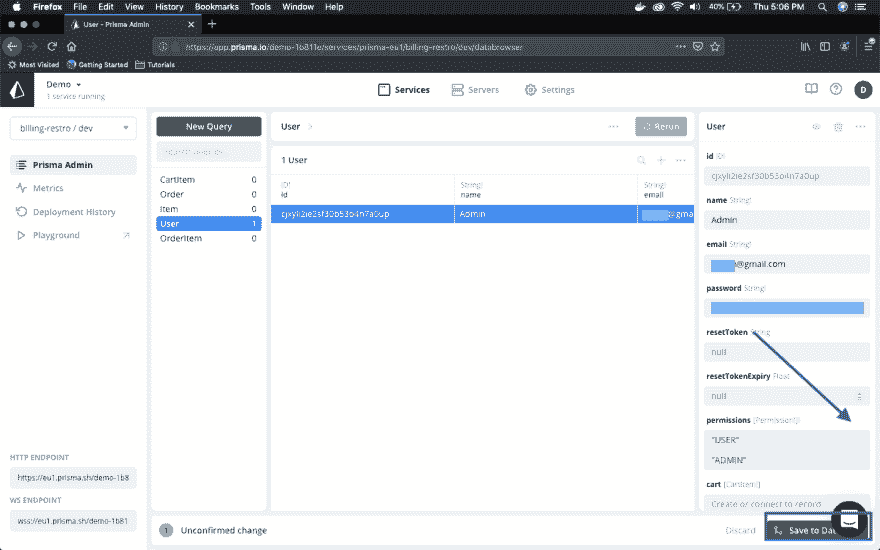 Firefox File Edit View History Bookmarks Tools Window Help
40% Thu 5:06 PM
User - Prisma Admin
https://app.prisma.io/demo-1b811e/services/prisma-eu1/billing-restro/dev/databrowser
Most Visited Getting Started Tutorials
Demo
1 service running
Services Servers Settings
D
billing-restro / dev
Prisma Admin
Metrics
Deployment History
Playground
HTTP ENDPOINT
https://eu1.prisma.sh/demo-1b8
WS ENDPOINT
wss://eu1.prisma.sh/demo-1b81
New Query
CartItem 0
Order 0
Item 0
User 1
OrderItem 0
User
Rerun
1 User
ID! String! String!
id name email
Admin @gma
User
id ID!
name String!
Admin
email String!
@gmail.com
password String!
resetToken String
null
resetTokenExpiry Float
null
permissions [Permission!]!
"USER"
"ADMIN"
cart [CartItem!]
Create or connect to record
1 Unconfirmed change
Discard Save to Da